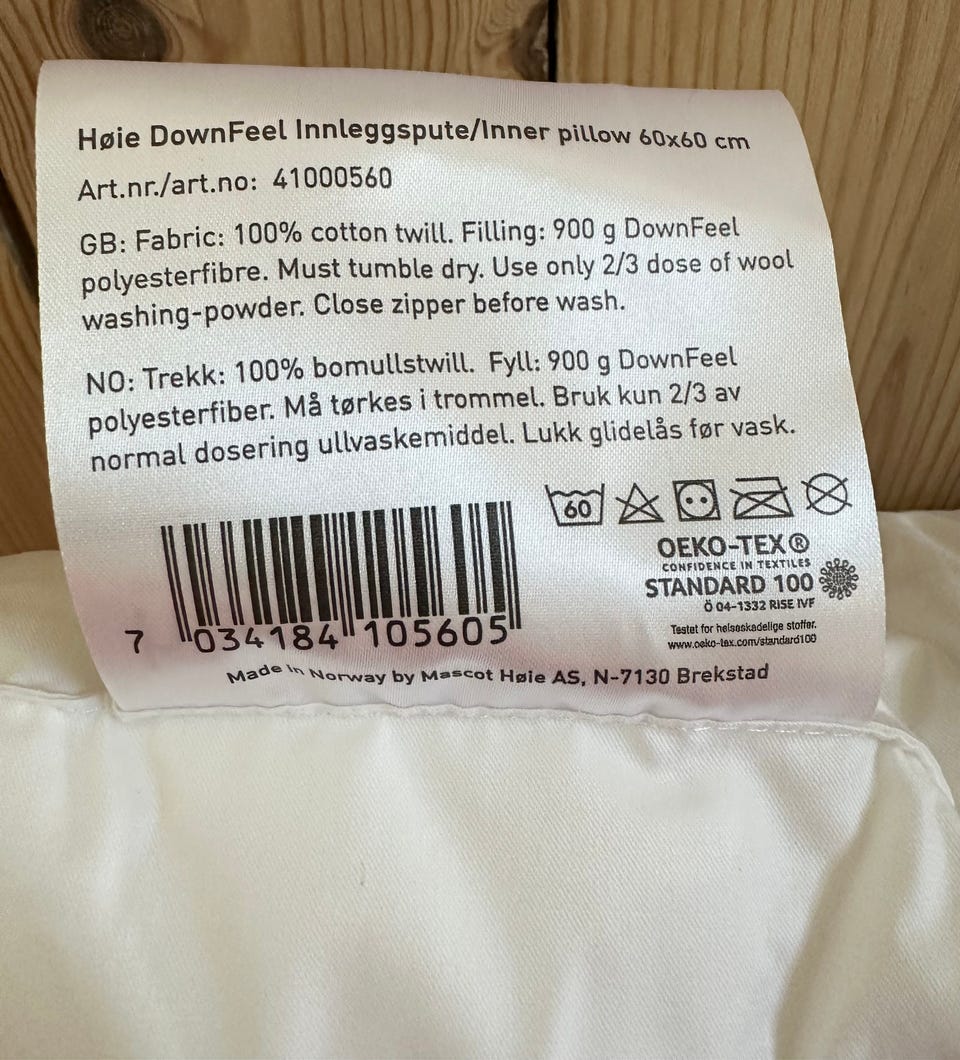 Høie DownFeel Innleggspute/Inner pillow 60x60 cm
Art.nr./art.no: 41000560
GB: Fabric: 100% cotton twill. Filling: 900 g DownFeel
polyesterfibre. Must tumble dry. Use only 2/3 dose of wool
washing-powder. Close zipper before wash.
NO: Trekk: 100% bomullstwill. Fyll: 900 g DownFeel
polyesterfiber. Må tørkes i trommel. Bruk kun 2/3 av
normal dosering ullvaskemiddel. Lukk glidelås før vask.
60
OEKO-TEX®
CONFIDENCE IN TEXTILES
STANDARD 100
Ö 04-1332 RISE IVF
Testet for helseskadelige stoffer.
www.oeko-tex.com/standard100
7 034184 105605
Made in Norway by Mascot Høie AS, N-7130 Brekstad